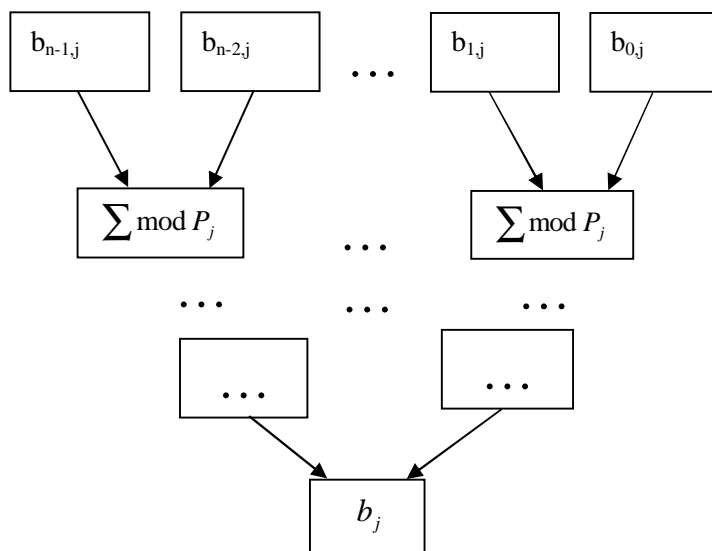 b_{n-1,j} b_{n-2,j} ... b_{1,j} b_{0,j}
∑ mod P_j ... ∑ mod P_j
... ... ...
... ...
b_j